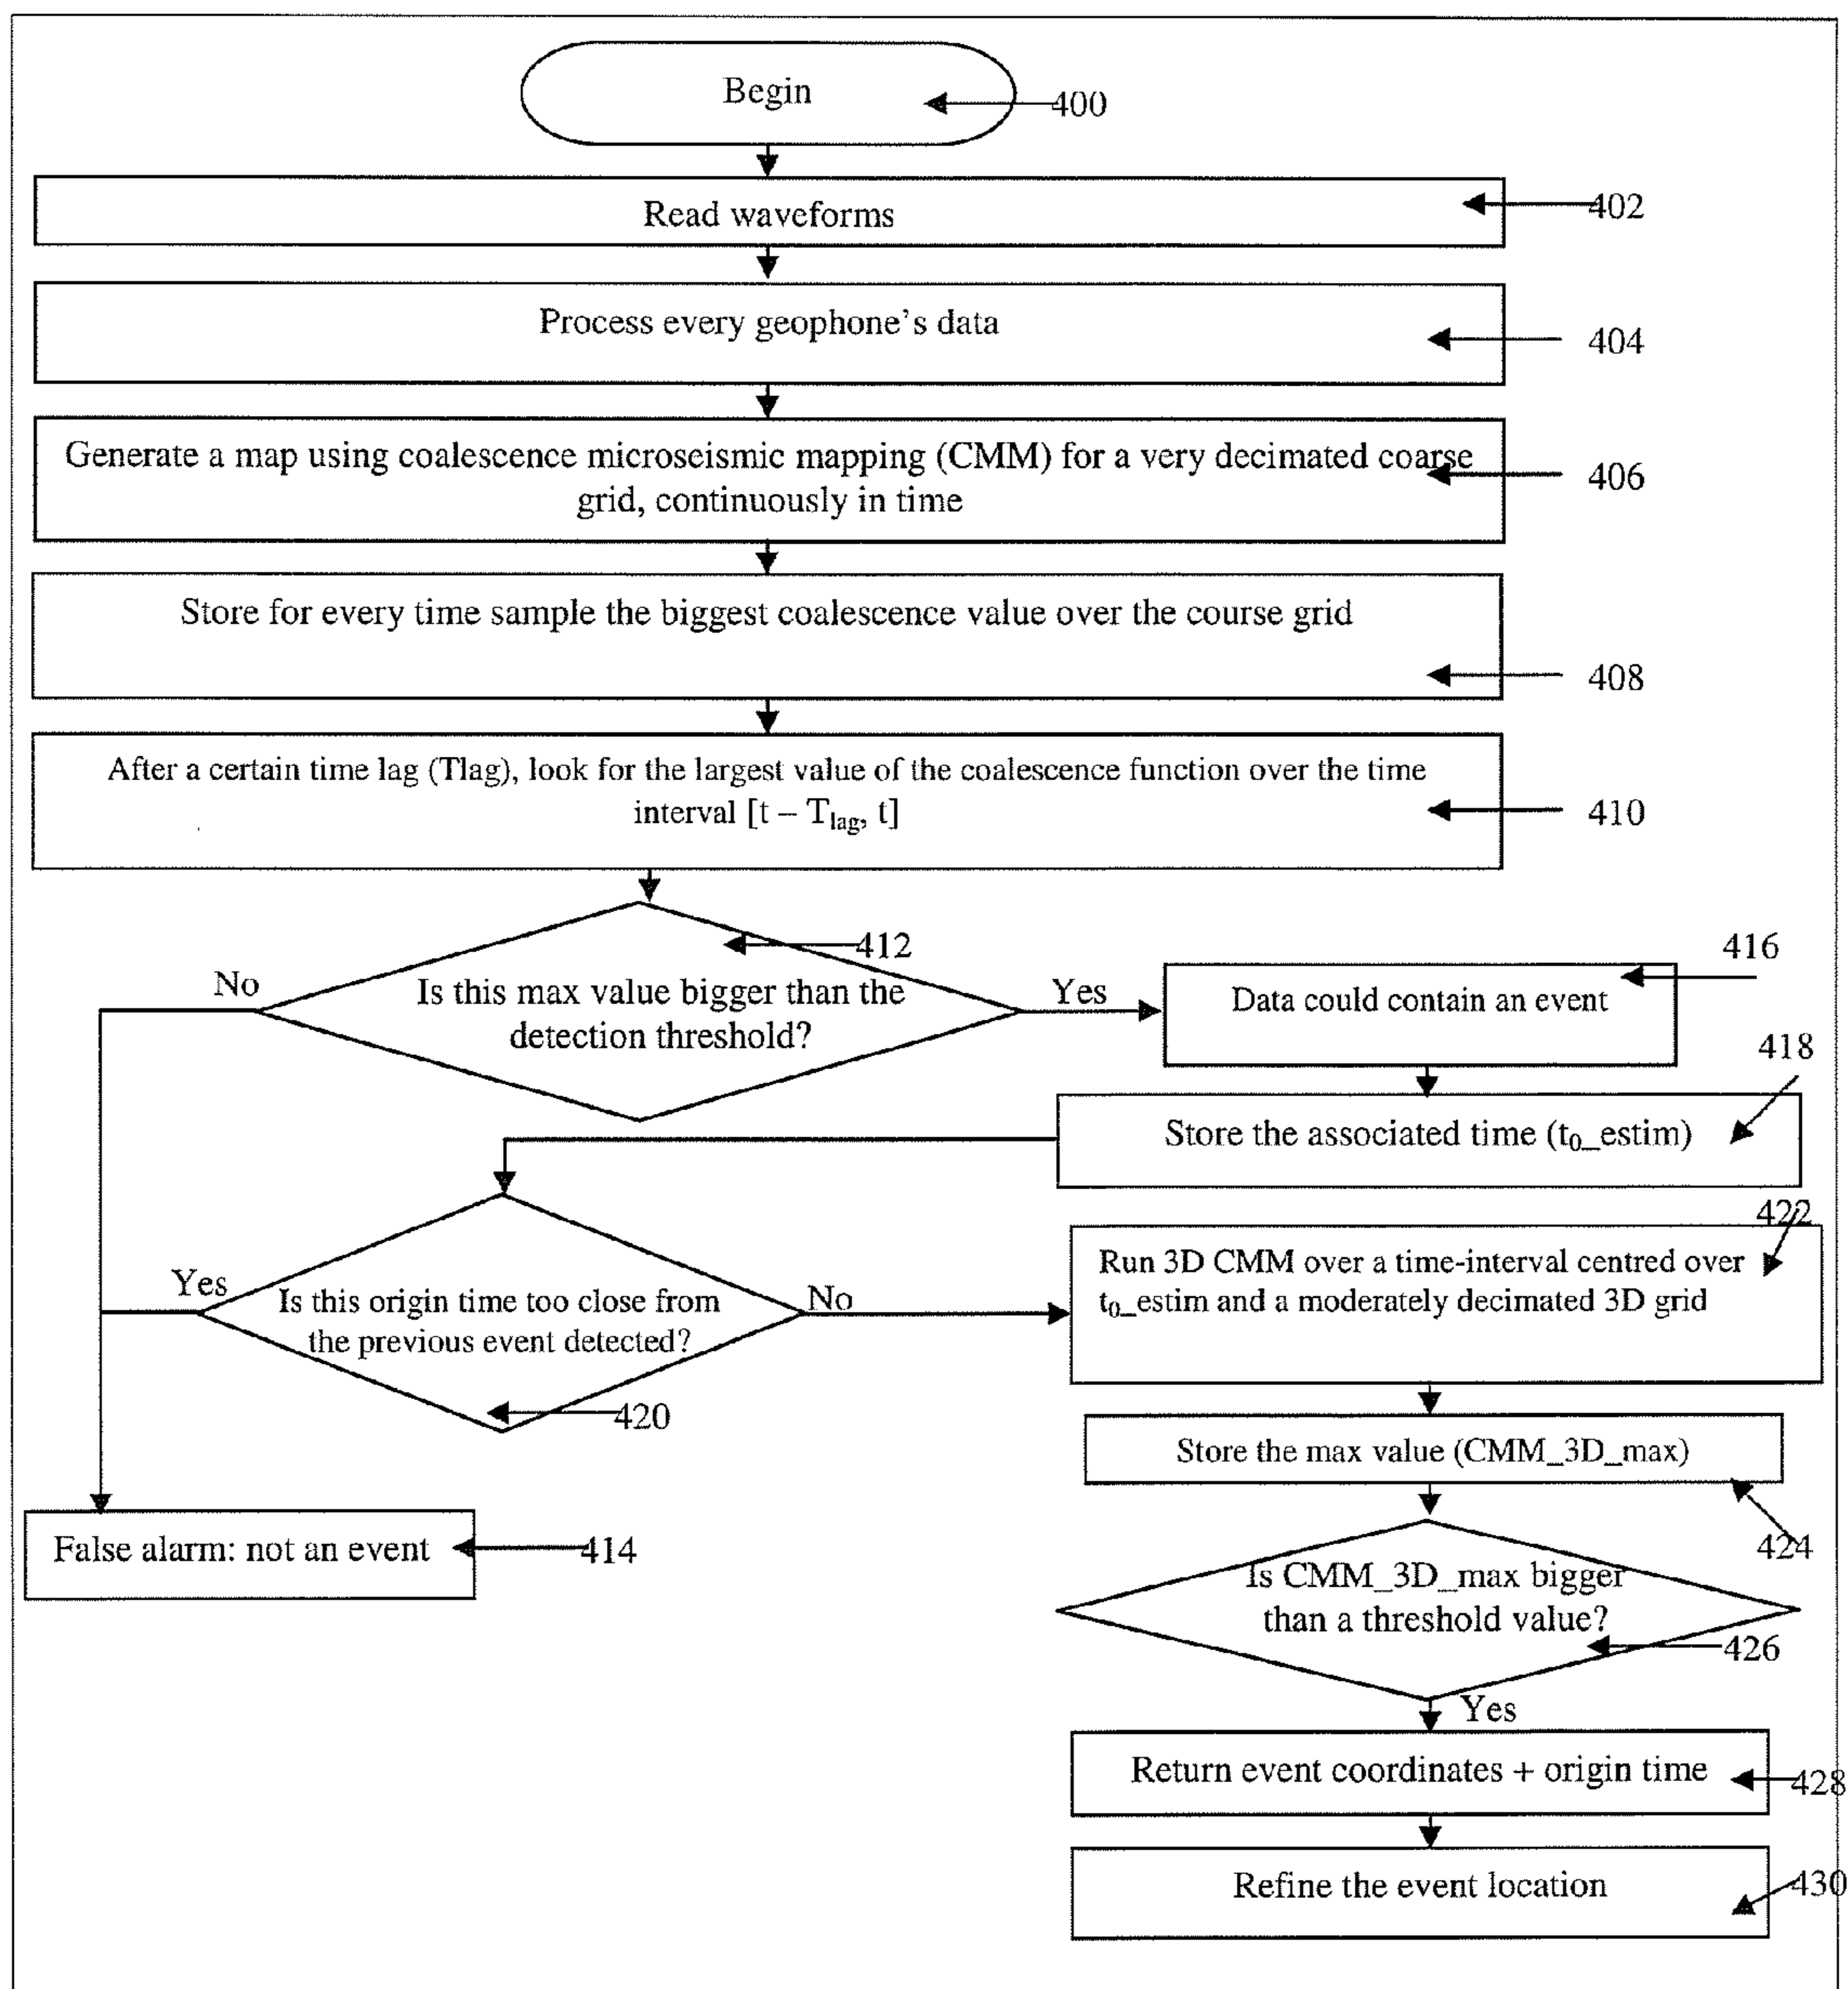 Begin
400
Read waveforms
402
Process every geophone's data
404
Generate a map using coalescence microseismic mapping (CMM) for a very decimated coarse
grid, continuously in time
406
Store for every time sample the biggest coalescence value over the course grid
408
After a certain time lag (Tlag), look for the largest value of the coalescence function over the time
interval [t – Tlag, t]
410
412
No
Is this max value bigger than the
detection threshold?
Yes
416
Data could contain an event
418
Store the associated time (t0_estim)
422
Run 3D CMM over a time-interval centred over
t0_estim and a moderately decimated 3D grid
Yes
Is this origin time too close from
the previous event detected?
No
420
Store the max value (CMM_3D_max)
424
False alarm: not an event
414
Is CMM_3D_max bigger
than a threshold value?
426
Yes
Return event coordinates + origin time
428
Refine the event location
430